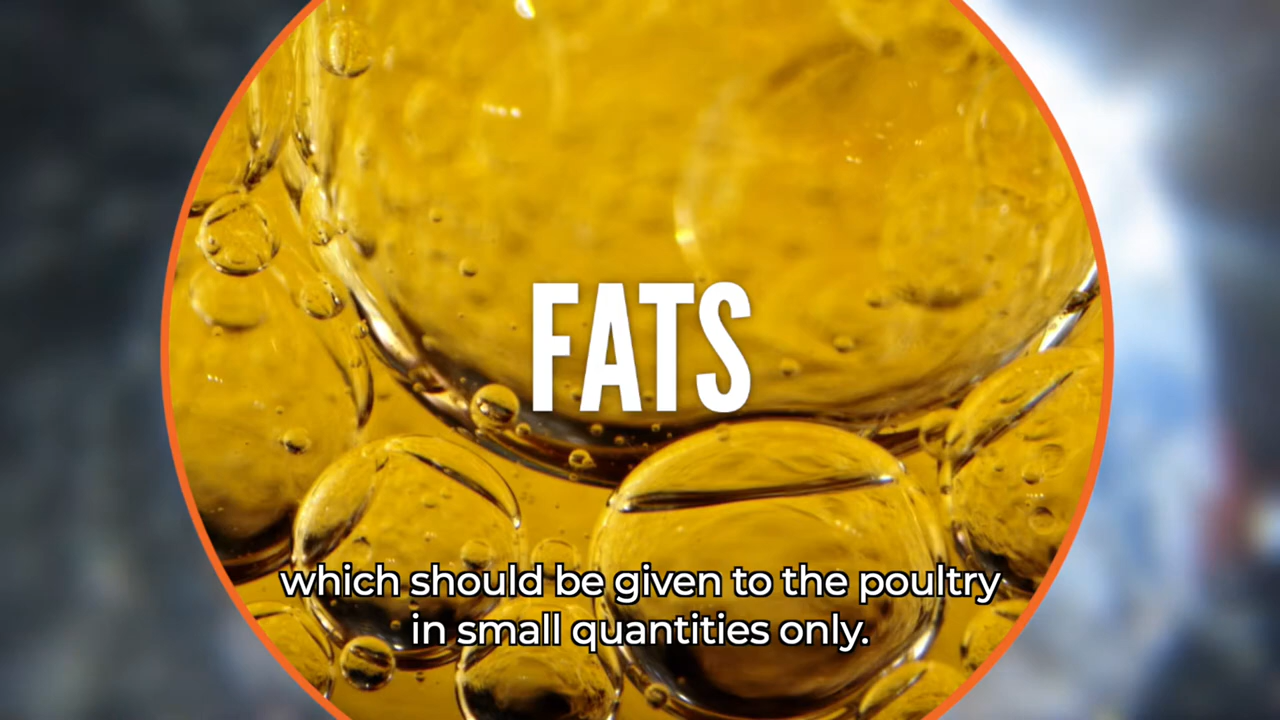 FATS
which should be given to the poultry
in small quantities only.